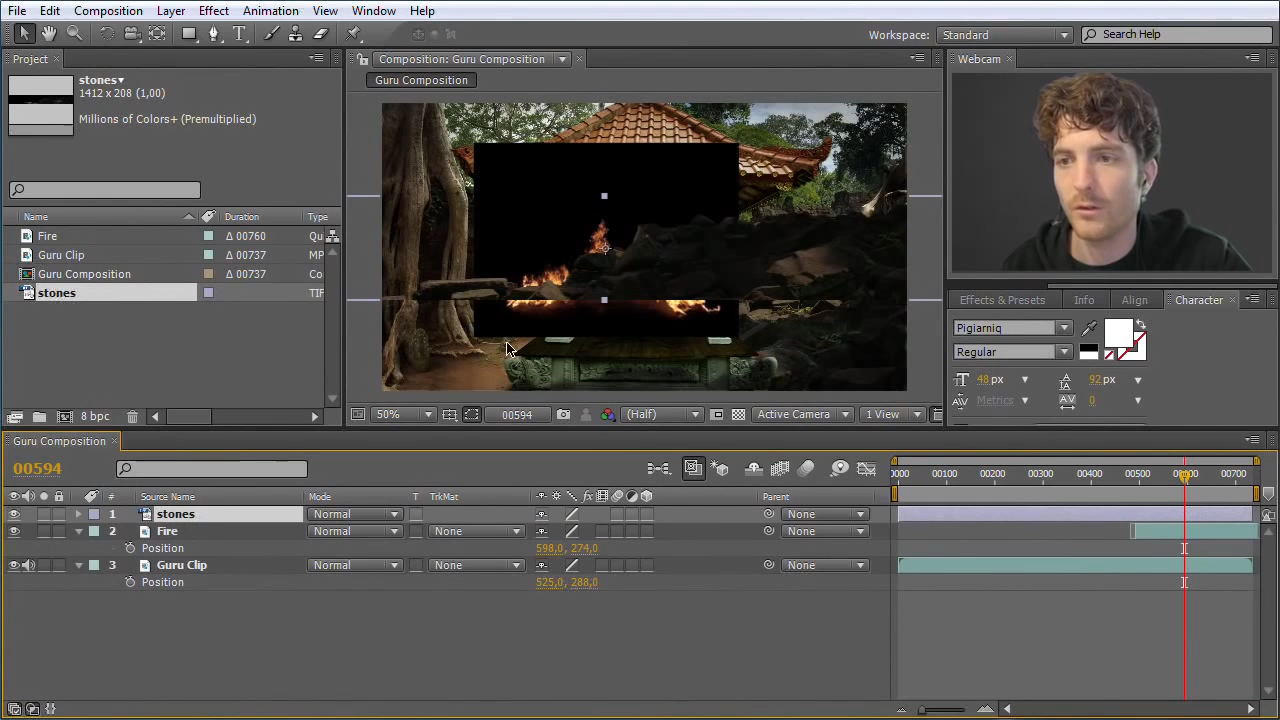 File Edit Composition Layer Effect Animation View Window Help
Workspace: Standard Search Help
Project
Composition: Guru Composition
Webcam
stones▾
1412 x 208 (1,00)
Millions of Colors+ (Premultiplied)
Guru Composition
Name Duration Type
Fire Δ 00760 Qu
Guru Clip Δ 00737 MP
Guru Composition Δ 00737 Co
stones TIF
8 bpc
50% 00594 (Half) Active Camera 1 View
Effects & Presets Info Align Character
Pigiarniq
Regular
48 px 92 px
Metrics 0
Guru Composition
00594
0000 00100 00200 00300 00400 00500 00600 00700
# Source Name Mode T TrkMat Parent
1 stones Normal None
2 Fire Normal None None
Position 598,0, 274,0
3 Guru Clip Normal None None
Position 525,0, 288,0